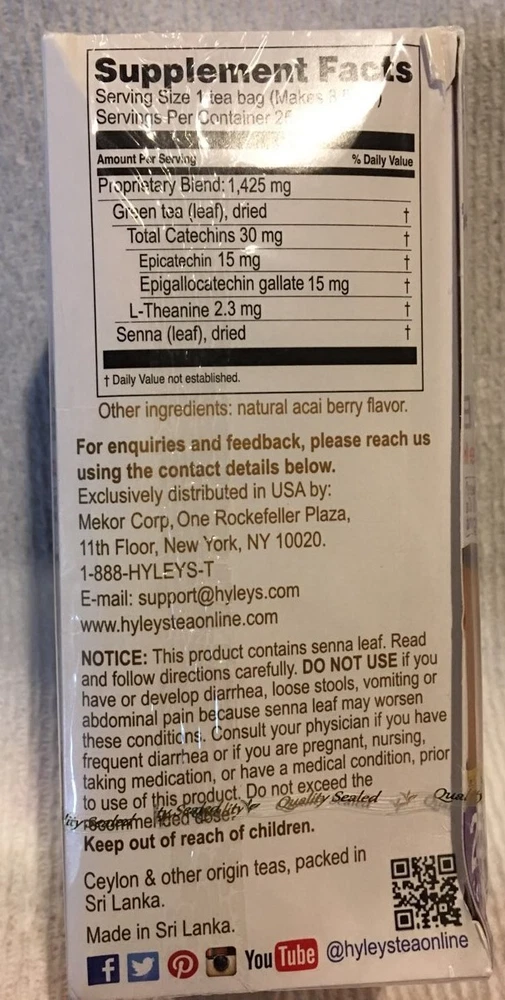 Supplement Facts
Serving Size 1 tea bag (Makes 8
Servings Per Container
Amount Per Serving % Daily Value
Proprietary Blend: 1,425 mg
Green tea (leaf), dried †
Total Catechins 30 mg †
Epicatechin 15 mg †
Epigallocatechin gallate 15 mg †
L-Theanine 2.3 mg †
Senna (leaf), dried †
† Daily Value not established.
Other ingredients: natural acai berry flavor.
For enquiries and feedback, please reach us
using the contact details below.
Exclusively distributed in USA by:
Mekor Corp, One Rockefeller Plaza,
11th Floor, New York, NY 10020.
1-888-HYLEYS-T
E-mail: support@hyleys.com
www.hyleysteaonline.com
NOTICE: This product contains senna leaf. Read
and follow directions carefully. DO NOT USE if you
have or develop diarrhea, loose stools, vomiting or
abdominal pain because senna leaf may worsen
these conditions. Consult your physician if you have
frequent diarrhea or if you are pregnant, nursing,
taking medication, or have a medical condition, prior
to use of this product. Do not exceed the
recommended dose.
Quality Sealed
Keep out of reach of children.
Ceylon & other origin teas, packed in
Sri Lanka.
Made in Sri Lanka.
f YouTube @hyleysteaonline